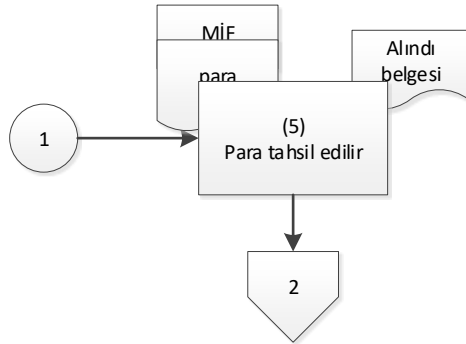 MİF
para
Alındı
belgesi
1
(5)
Para tahsil edilir
2